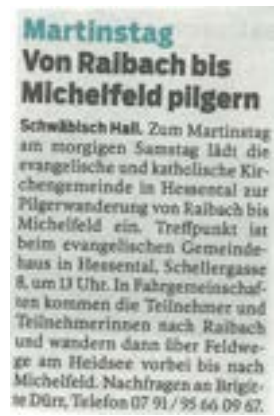 Martinstag
Von Raibach bis
Michelfeld pilgern
Schwäbisch Hall. Zum Martinstag
am morgigen Samstag lädt die
evangelische und katholische Kir-
chengemeinde in Hessental zur
Pilgerwanderung von Raibach bis
Michelfeld ein. Treffpunkt ist
beim evangelischen Gemeinde-
haus in Hessental, Schellergasse
8, um 13 Uhr. In Fahrgemeinschaf-
ten kommen die Teilnehmer und
Teilnehmerinnen nach Raibach
und wandern dann über Feldwe-
ge am Heidsee vorbei bis nach
Michelfeld. Nachfragen an Brigit-
te Dürr, Telefon 07 91 / 95 66 09 67.